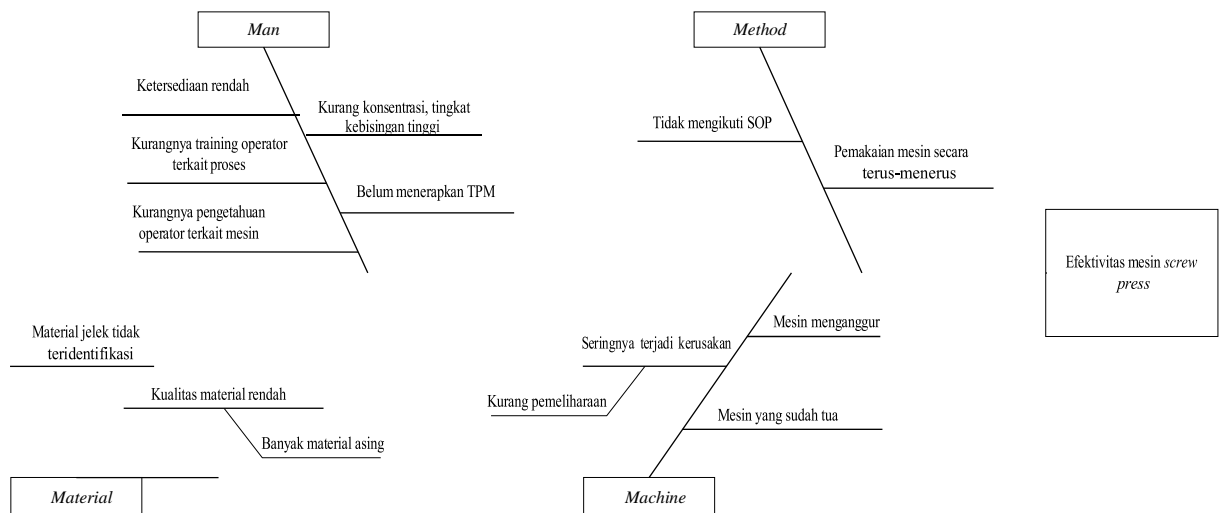 Man
Method
Ketersediaan rendah
Kurang konsentrasi, tingkat
kebisingan tinggi
Kurangnya training operator
terkait proses
Belum menerapkan TPM
Kurangnya pengetahuan
operator terkait mesin
Tidak mengikuti SOP
Pemakaian mesin secara
terus-menerus
Efektivitas mesin screw
press
Material jelek tidak
teridentifikasi
Kualitas material rendah
Banyak material asing
Mesin menganggur
Seringnya terjadi kerusakan
Kurang pemeliharaan
Mesin yang sudah tua
Material
Machine